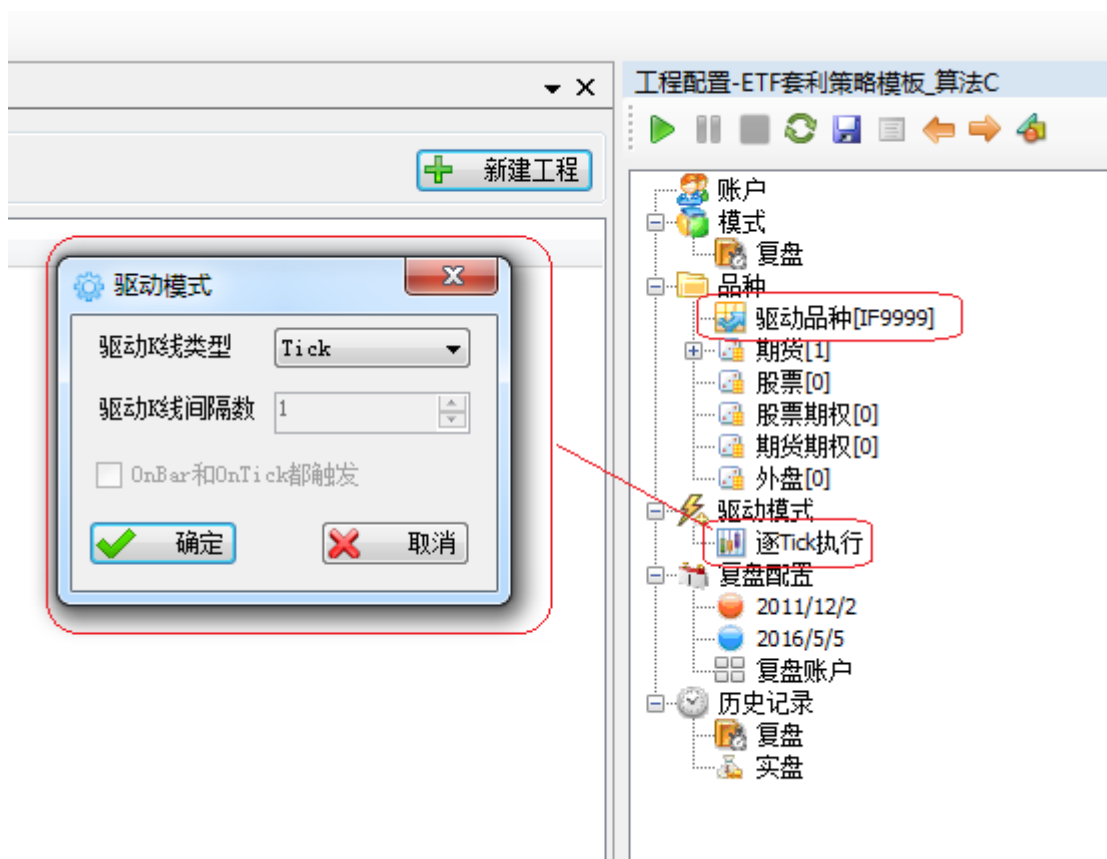 工程配置-ETF套利策略模板_算法C
新建工程
驱动模式
驱动K线类型
Tick
驱动K线间隔数
1
OnBar和OnTick都触发
确定
取消
账户
模式
复盘
品种
驱动品种[IF9999]
期货[1]
股票[0]
股票期权[0]
期货期权[0]
外盘[0]
驱动模式
逐Tick执行
复盘配置
2011/12/2
2016/5/5
复盘账户
历史记录
复盘
实盘